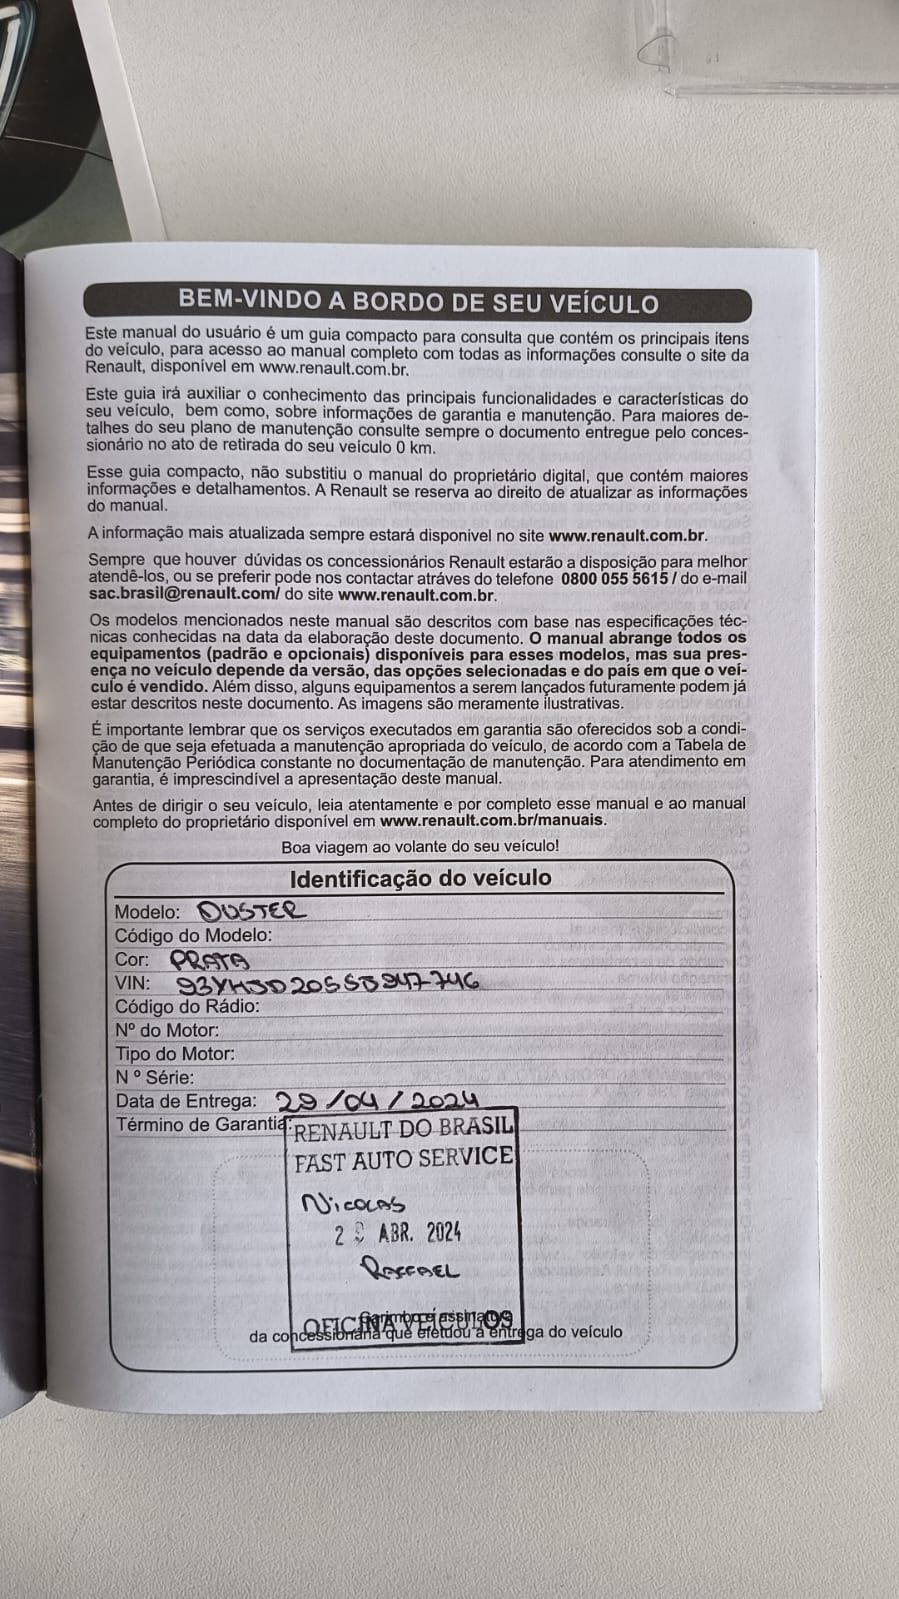 BEM-VINDO A BORDO DE SEU VEÍCULO
Este manual do usuário é um guia compacto para consulta que contém os principais itens
do veículo, para acesso ao manual completo com todas as informações consulte o site da
Renault, disponível em www.renault.com.br.
Este guia irá auxiliar o conhecimento das principais funcionalidades e características do
seu veículo, bem como, sobre informações de garantia e manutenção. Para maiores de-
talhes do seu plano de manutenção consulte sempre o documento entregue pelo conces-
sionário no ato de retirada do seu veículo 0 km.
Esse guia compacto, não substitiu o manual do proprietário digital, que contém maiores
informações e detalhamentos. A Renault se reserva ao direito de atualizar as informações
do manual.
A informação mais atualizada sempre estará disponivel no site www.renault.com.br.
Sempre que houver dúvidas os concessionários Renault estarão a disposição para melhor
atendê-los, ou se preferir pode nos contactar atráves do telefone 0800 055 5615 / do e-mail
sac.brasil@renault.com/ do site www.renault.com.br.
Os modelos mencionados neste manual são descritos com base nas especificações téc-
nicas conhecidas na data da elaboração deste documento. O manual abrange todos os
equipamentos (padrão e opcionais) disponíveis para esses modelos, mas sua pres-
ença no veículo depende da versão, das opções selecionadas e do país em que o veí-
culo é vendido. Além disso, alguns equipamentos a serem lançados futuramente podem já
estar descritos neste documento. As imagens são meramente ilustrativas.
É importante lembrar que os serviços executados em garantia são oferecidos sob a condi-
ção de que seja efetuada a manutenção apropriada do veículo, de acordo com a Tabela de
Manutenção Periódica constante no documentação de manutenção. Para atendimento em
garantia, é imprescindível a apresentação deste manual.
Antes de dirigir o seu veículo, leia atentamente e por completo esse manual e ao manual
completo do proprietário disponível em www.renault.com.br/manuais.
Boa viagem ao volante do seu veículo!
Identificação do veículo
Modelo: DUSTER
Código do Modelo:
Cor: PRATA
VIN:
Código do Rádio:
Nº do Motor:
Tipo do Motor:
N º Série:
Data de Entrega: 29/04/2024
Término de Garantia:
RENAULT DO BRASIL
FAST AUTO SERVICE
NICOLAS
ABR. 2024
RAFFAEL
Carimbo e assinatura
OFICINA VEICULOS
da concessionária que efetuou a entrega do veículo